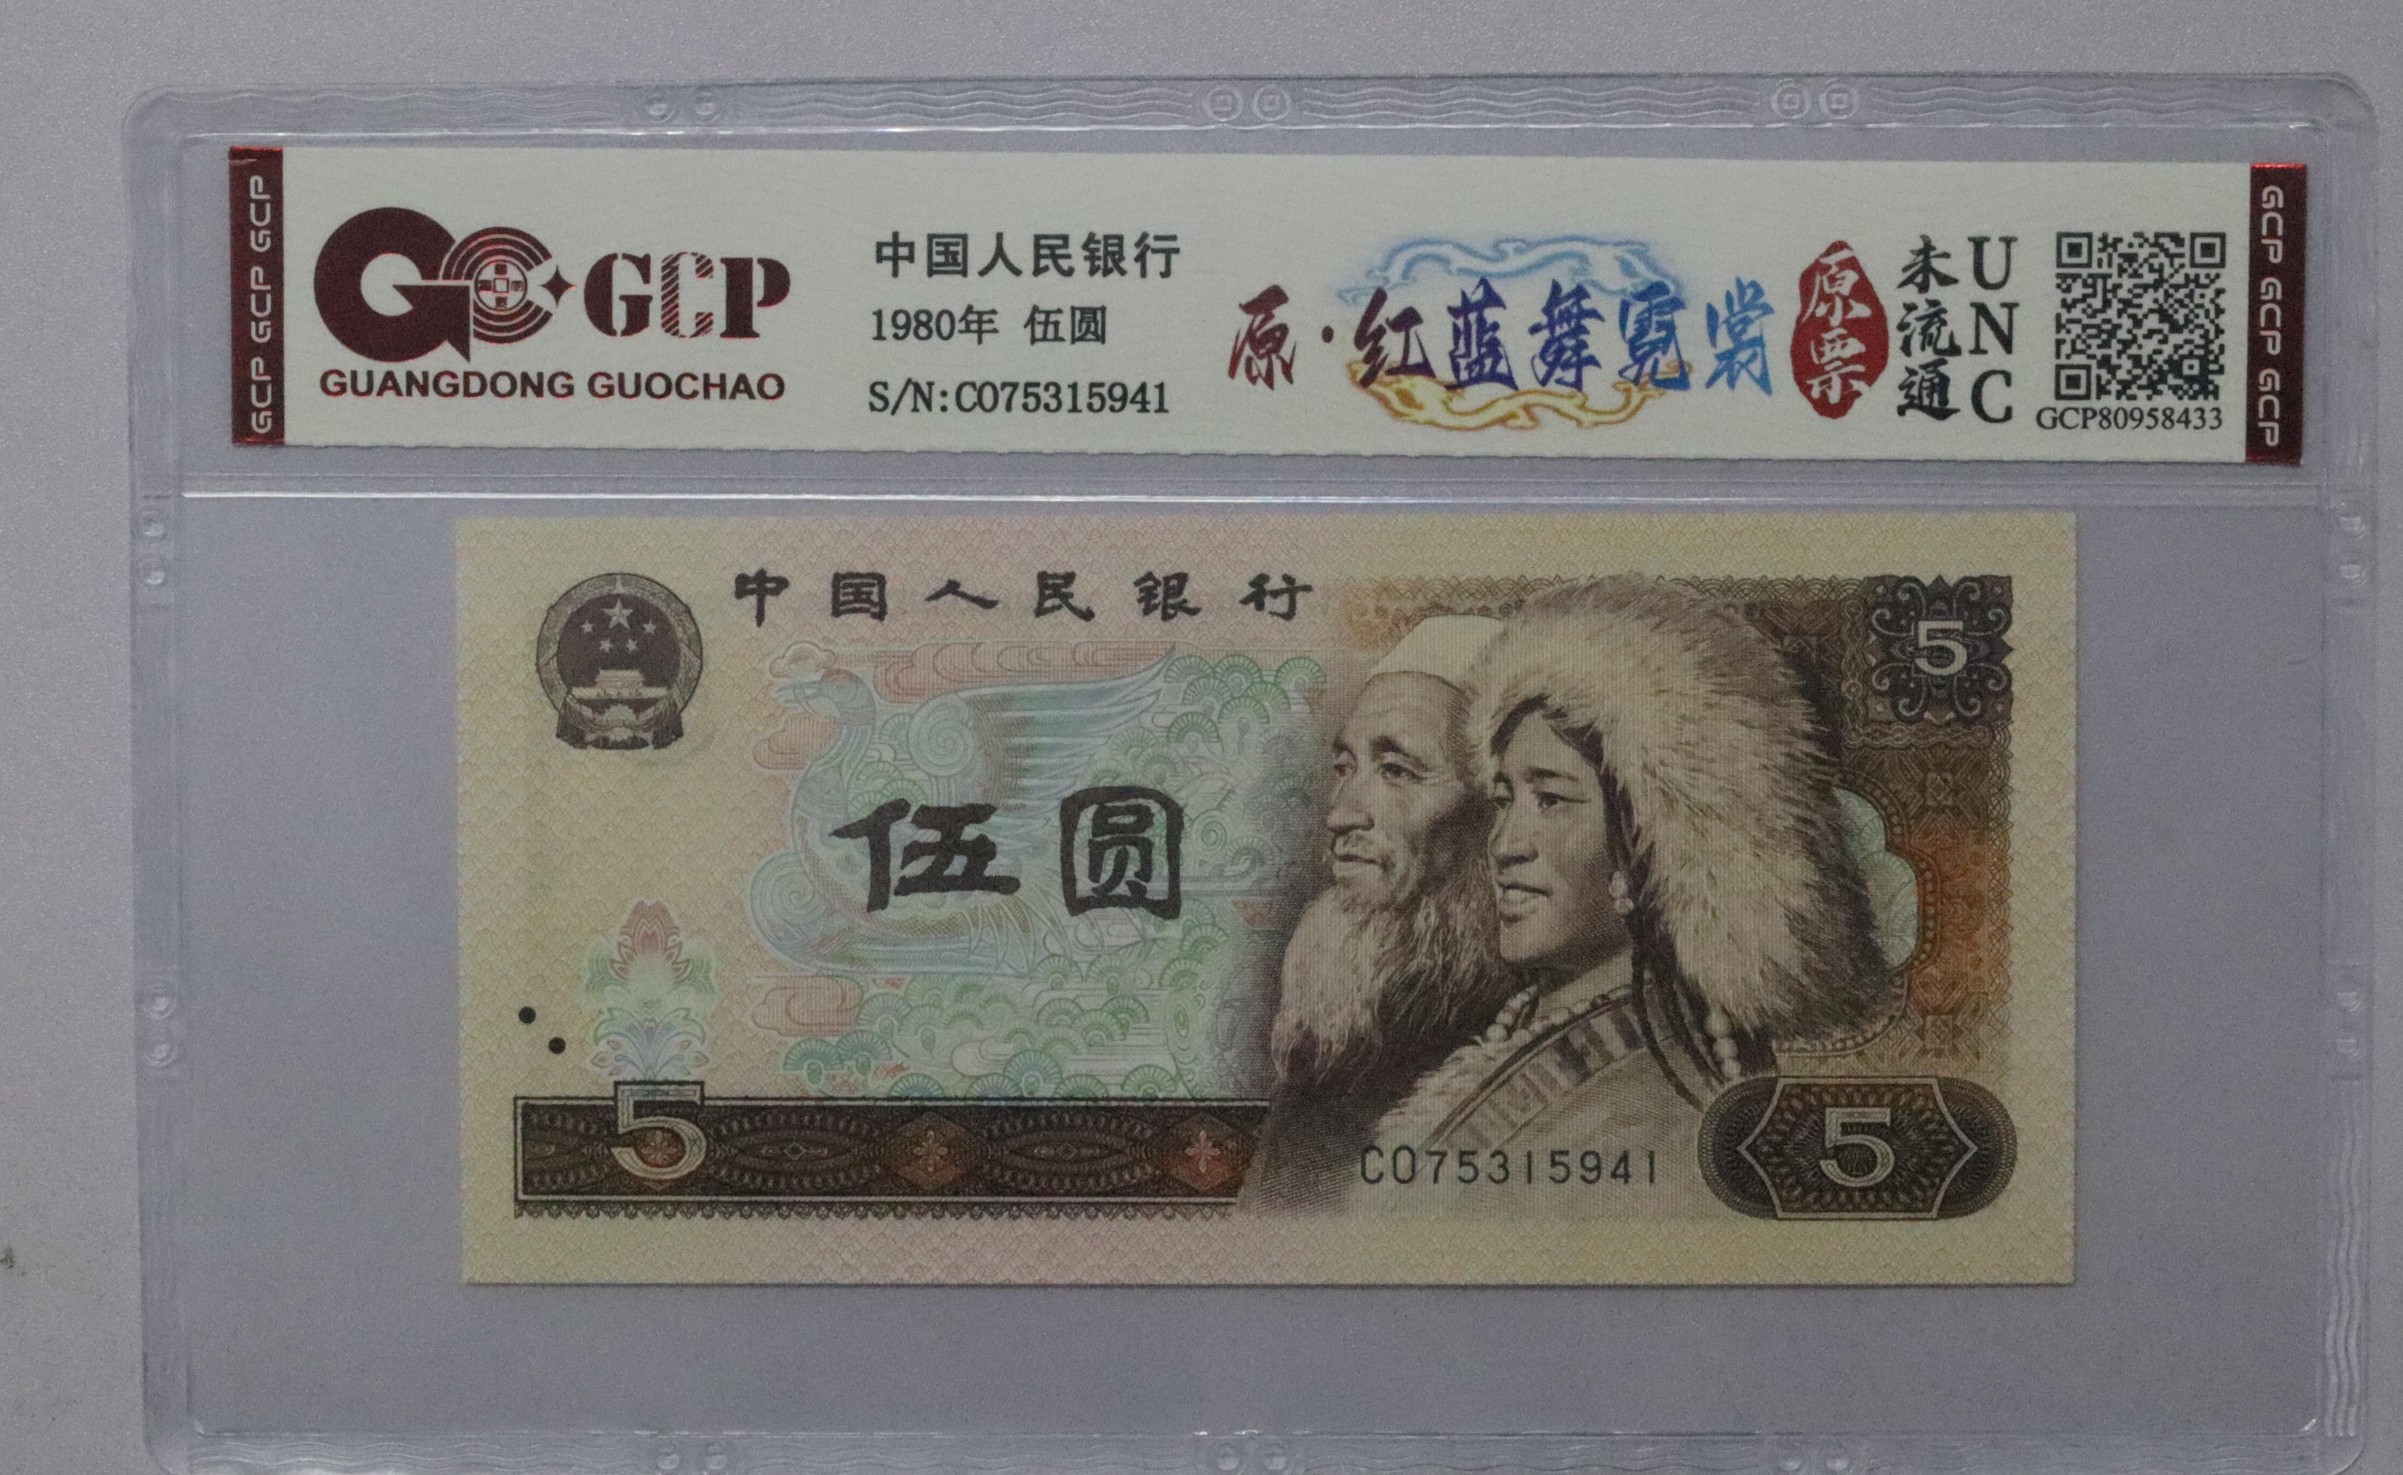 GCP GCP GCP
GCP
GUANGDONG GUOCHAO
中国人民银行
1980年 伍圆
S/N:CO75315941
原·红蓝舞霓裳
原票
未流通
UNC
GCP80958433
GCP GCP GCP
中国人民银行
5
伍圆
5
CO75315941
5